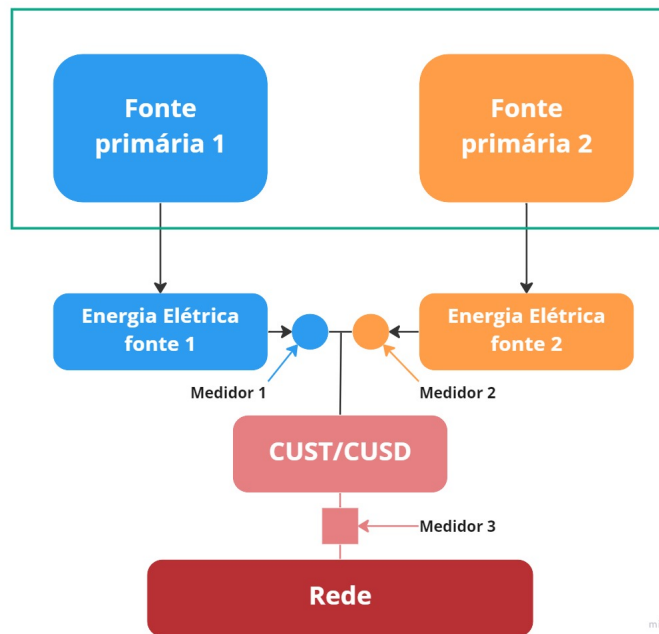 Fonte
primária 1
Fonte
primária 2
Energia Elétrica
fonte 1
Energia Elétrica
fonte 2
Medidor 1
Medidor 2
CUST/CUSD
Medidor 3
Rede